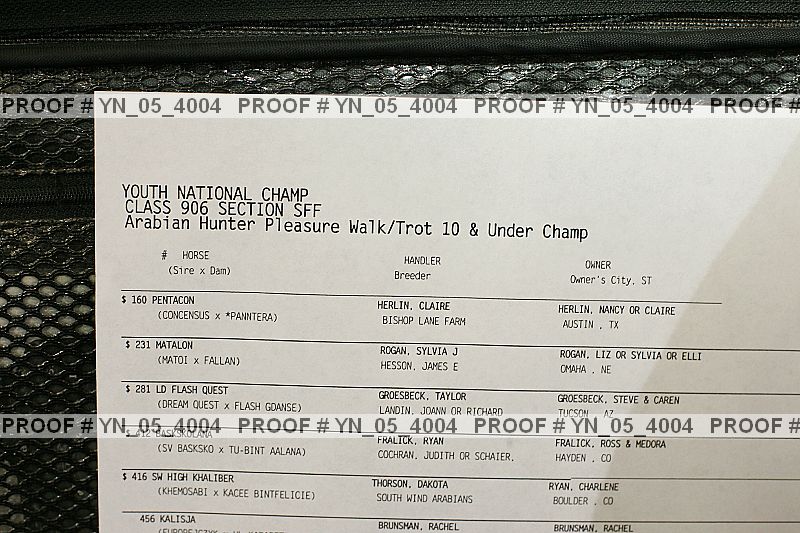 PROOF # YN_05_4004 PROOF # YN_05_4004 PROOF # YN_05_4004 PROOF #
YOUTH NATIONAL CHAMP
CLASS 906 SECTION SFF
Arabian Hunter Pleasure Walk/Trot 10 & Under Champ
# HORSE HANDLER OWNER
(Sire x Dam) Breeder Owner's City, ST
$ 160 PENTACON HERLIN, CLAIRE HERLIN, NANCY OR CLAIRE
(CONCENSUS x *PANNTERA) BISHOP LANE FARM AUSTIN , TX
$ 231 MATALON ROGAN, SYLVIA J ROGAN, LIZ OR SYLVIA OR ELLI
(MATOI x FALLAN) HESSON, JAMES E OMAHA , NE
$ 281 LD FLASH QUEST GROESBECK, TAYLOR GROESBECK, STEVE & CAREN
(DREAM QUEST x FLASH GDANSE) LANDIN, JOANN OR RICHARD TUCSON , AZ
PROOF # YN_05_4004 PROOF # YN_05_4004 PROOF # YN_05_4004 PROOF #
$ 412 FRALICK, RYAN FRALICK, ROSS & MEDORA
(SV BASKSKO x TU-BINT AALANA) COCHRAN, JUDITH OR SCHAIER, HAYDEN , CO
$ 416 SW HIGH KHALIBER THORSON, DAKOTA RYAN, CHARLENE
(KHEMOSABI x KACEE BINTFELICIE) SOUTH WIND ARABIANS BOULDER , CO
456 KALISJA BRUNSMAN, RACHEL BRUNSMAN, RACHEL